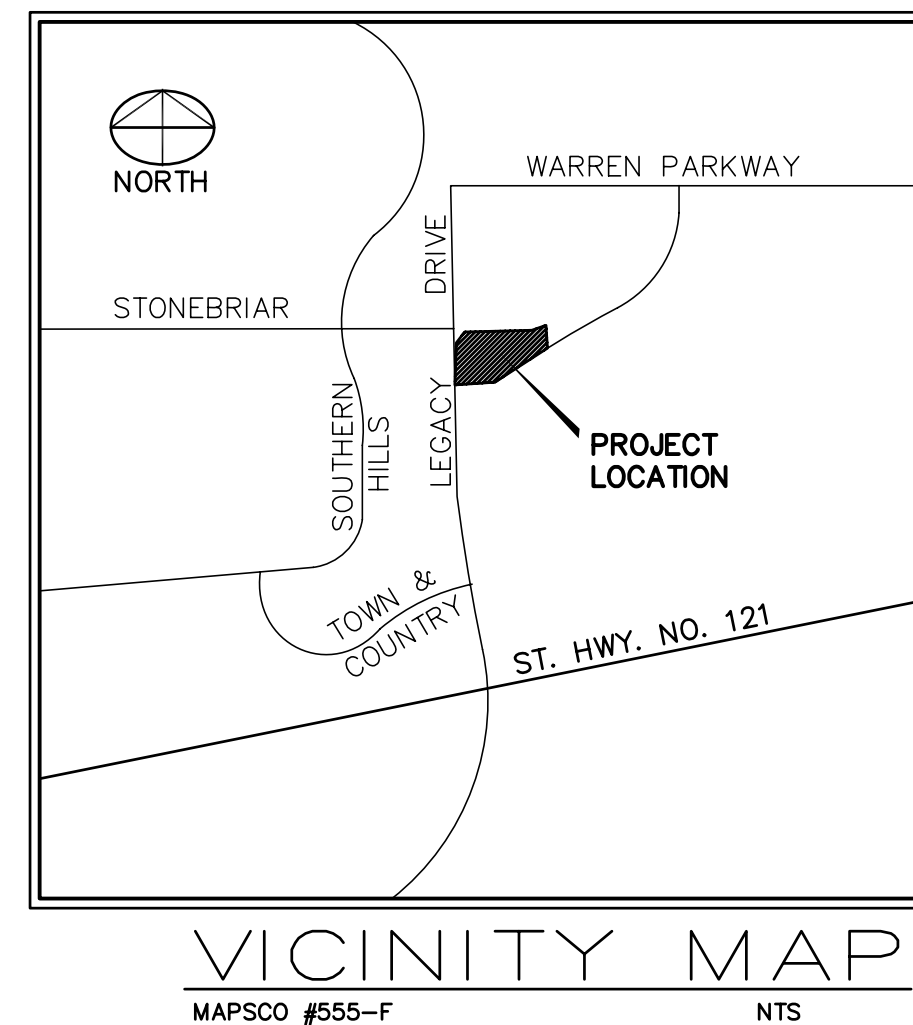 NORTH
WARREN PARKWAY
STONEBRIAR
LEGACY DRIVE
SOUTHERN
HILLS
PROJECT
LOCATION
TOWN &
COUNTRY
ST. HWY. NO. 121
VICINITY MAP
MAPSCO #555-F NTS